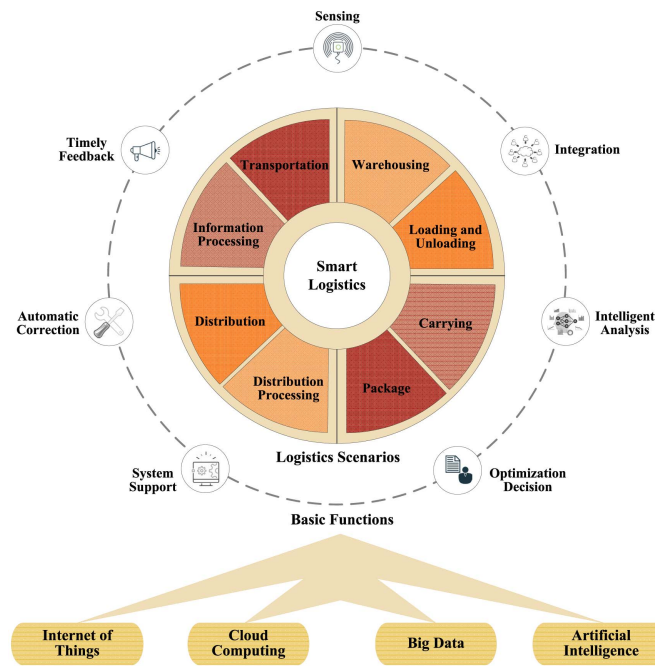 Sensing
Timely
Feedback
Integration
Transportation
Warehousing
Information
Processing
Loading and
Unloading
Smart
Logistics
Automatic
Correction
Distribution
Carrying
Intelligent
Analysis
Distribution
Processing
Package
Logistics Scenarios
System
Support
Optimization
Decision
Basic Functions
Internet of
Things
Cloud
Computing
Big Data
Artificial
Intelligence